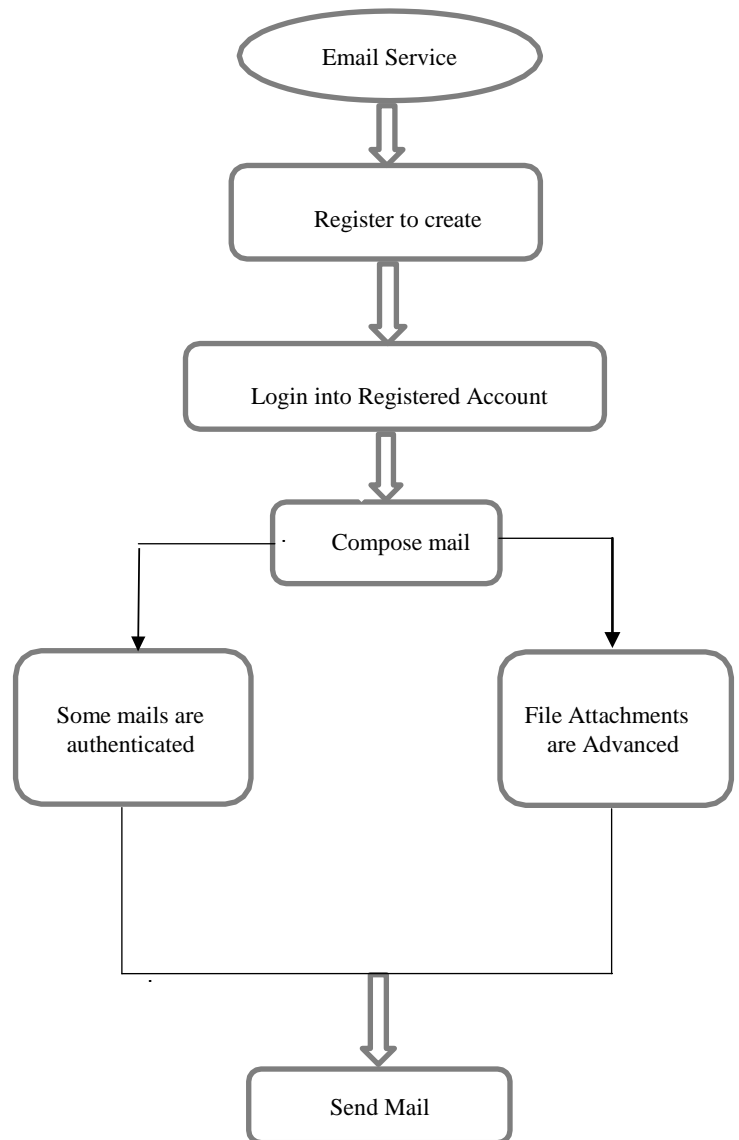 Email Service
Register to create
Login into Registered Account
Compose mail
Some mails are
authenticated
File Attachments
are Advanced
Send Mail